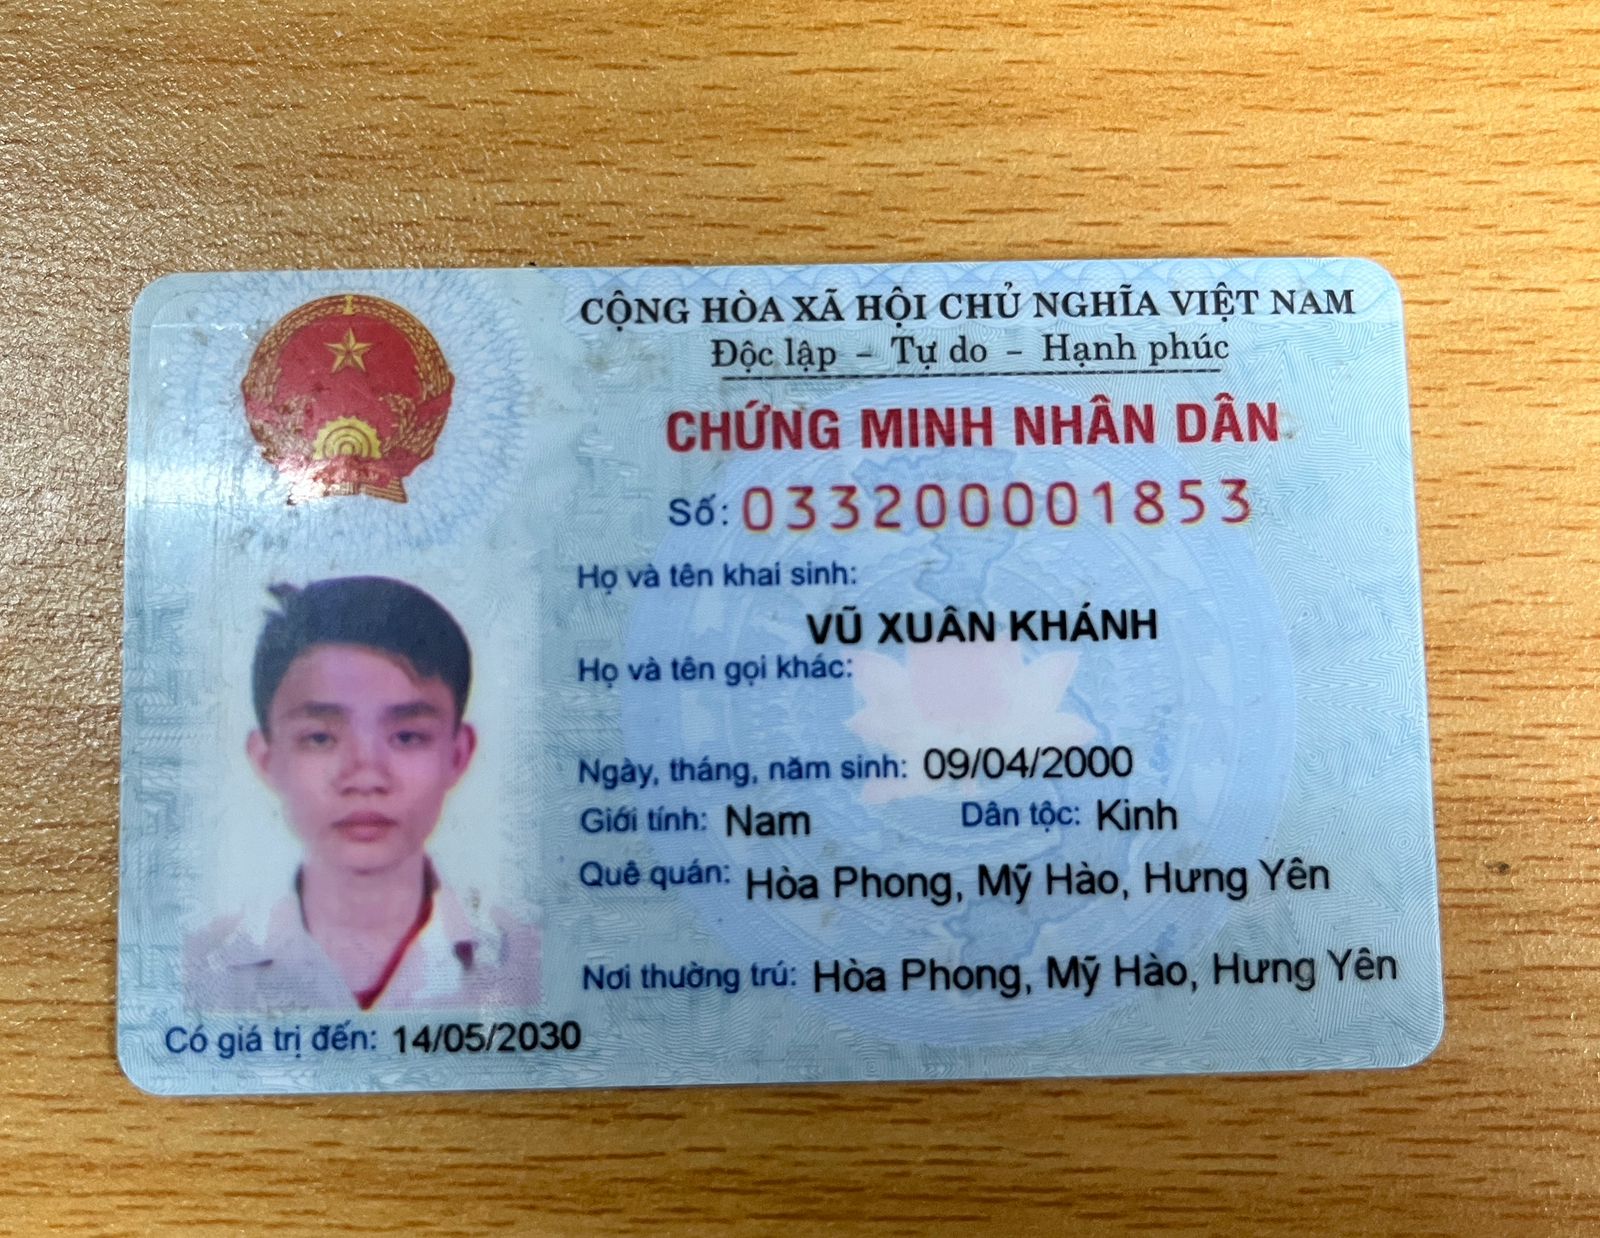 CỘNG HÒA XÃ HỘI CHỦ NGHĨA VIỆT NAM
Độc lập – Tự do – Hạnh phúc
CHỨNG MINH NHÂN DÂN
Số: 033200001853
Họ và tên khai sinh:
VŨ XUÂN KHÁNH
Họ và tên gọi khác:
Ngày, tháng, năm sinh: 09/04/2000
Giới tính: Nam Dân tộc: Kinh
Quê quán: Hòa Phong, Mỹ Hào, Hưng Yên
Nơi thường trú: Hòa Phong, Mỹ Hào, Hưng Yên
Có giá trị đến: 14/05/2030